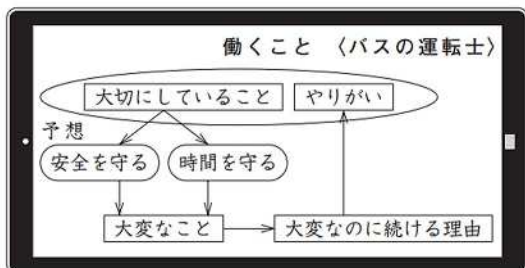 働くこと 〈バスの運転士〉
大切にしていること
やりがい
予想
安全を守る
時間を守る
大変なこと
大変なのに続ける理由